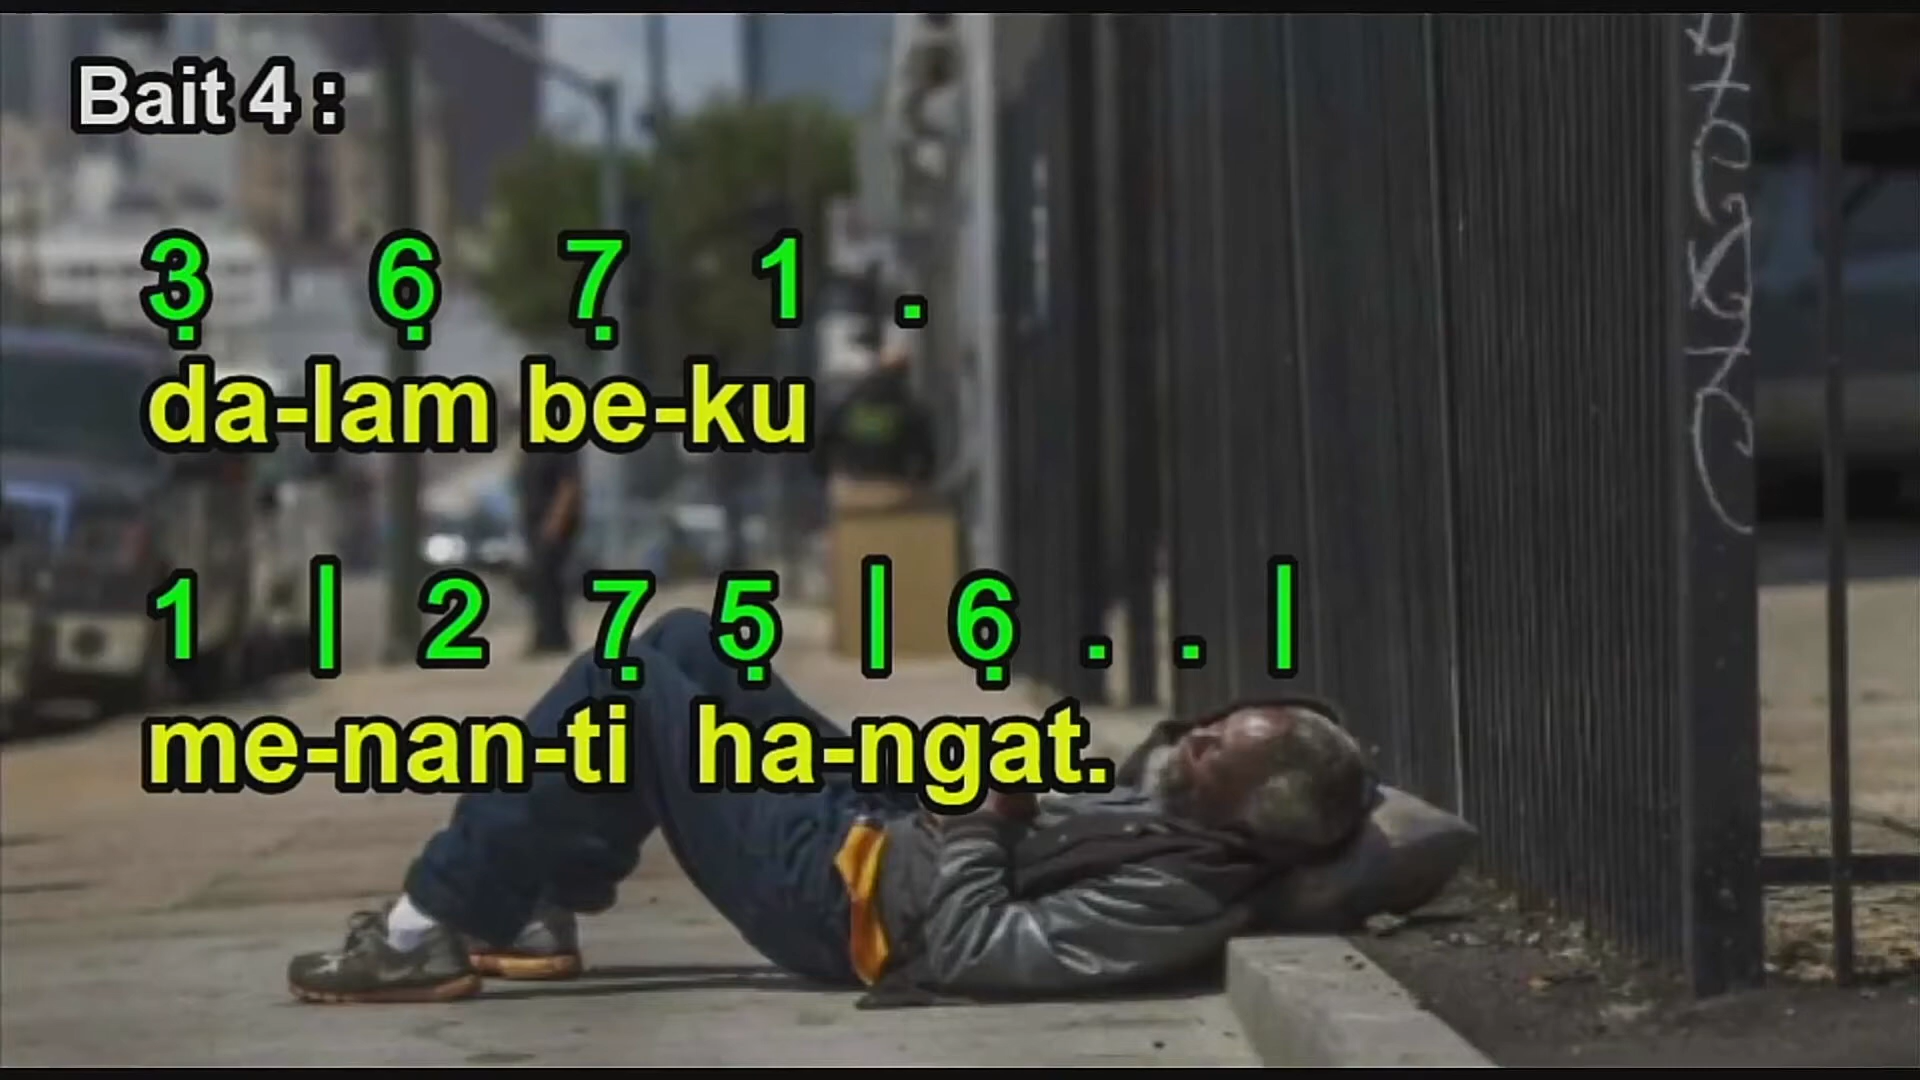 Bait 4 :
3̣ 6̣ 7̣ 1 .
da-lam be-ku
1 | 2 7̣ 5̣ | 6̣ . . |
me-nan-ti ha-ngat.